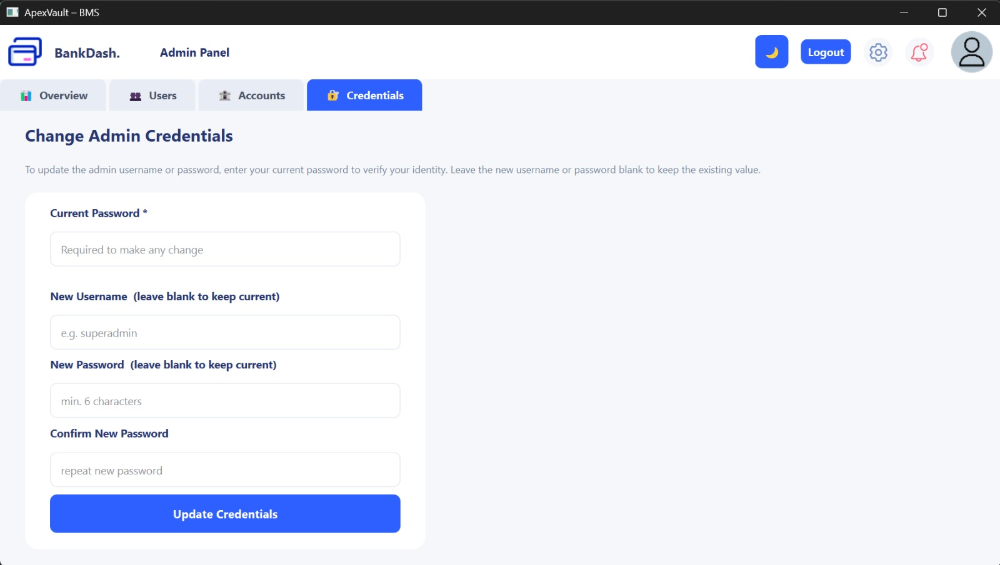 ApexVault – BMS
BankDash.
Admin Panel
Logout
Overview
Users
Accounts
Credentials
Change Admin Credentials
To update the admin username or password, enter your current password to verify your identity. Leave the new username or password blank to keep the existing value.
Current Password *
Required to make any change
New Username (leave blank to keep current)
e.g. superadmin
New Password (leave blank to keep current)
min. 6 characters
Confirm New Password
repeat new password
Update Credentials